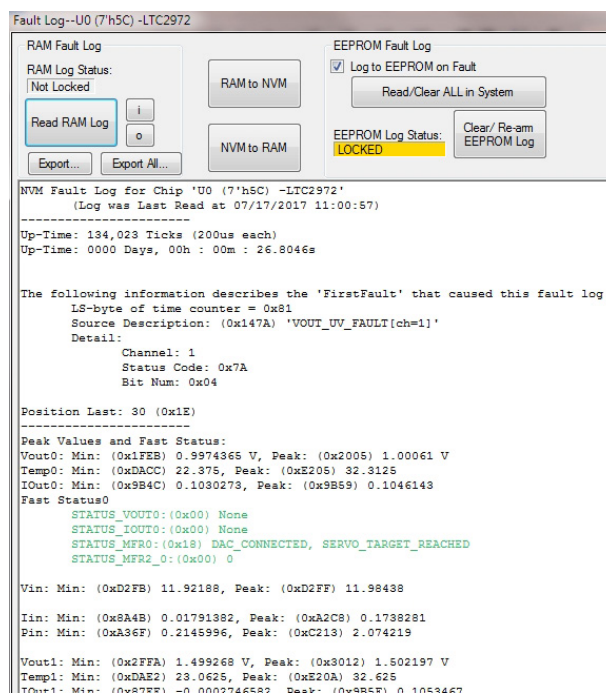 Fault Log--U0 (7'h5C) -LTC2972
RAM Fault Log
RAM Log Status:
Not Locked
Read RAM Log
i
o
Export...
Export All...
RAM to NVM
NVM to RAM
EEPROM Fault Log
Log to EEPROM on Fault
Read/Clear ALL in System
EEPROM Log Status:
LOCKED
Clear/ Re-arm
EEPROM Log
NVM Fault Log for Chip 'U0 (7'h5C) -LTC2972'
(Log was Last Read at 07/17/2017 11:00:57)
------------------------
Up-Time: 134,023 Ticks (200us each)
Up-Time: 0000 Days, 00h : 00m : 26.8046s
The following information describes the 'FirstFault' that caused this fault log
LS-byte of time counter = 0x81
Source Description: (0x147A) 'VOUT_UV_FAULT[ch=1]'
Detail:
Channel: 1
Status Code: 0x7A
Bit Num: 0x04
Position Last: 30 (0x1E)
------------------------
Peak Values and Fast Status:
Vout0: Min: (0x1FEB) 0.9974365 V, Peak: (0x2005) 1.00061 V
Temp0: Min: (0xDACC) 22.375, Peak: (0xE205) 32.3125
IOut0: Min: (0x9B4C) 0.1030273, Peak: (0x9B59) 0.1046143
Fast Status0
STATUS_VOUT0:(0x00) None
STATUS_IOUT0:(0x00) None
STATUS_MFR0:(0x18) DAC_CONNECTED, SERVO_TARGET_REACHED
STATUS_MFR2_0:(0x00) 0
Vin: Min: (0xD2FB) 11.92188, Peak: (0xD2FF) 11.98438
Iin: Min: (0x8A4B) 0.01791382, Peak: (0xA2C8) 0.1738281
Pin: Min: (0xA36F) 0.2145996, Peak: (0xC213) 2.074219
Vout1: Min: (0x2FFA) 1.499268 V, Peak: (0x3012) 1.502197 V
Temp1: Min: (0xDAE2) 23.0625, Peak: (0xE20A) 32.625
IOut1: Min: (0x87EE) -0.0002746582, Peak: (0x9B5F) 0.1053467